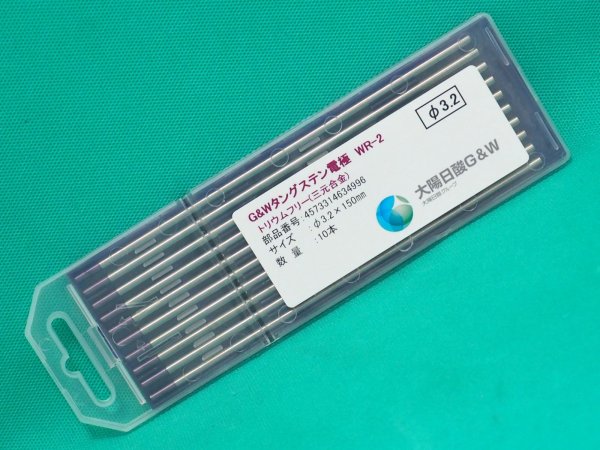 φ3.2
G&Wタングステン電極 WR-2
トリウムフリー(三元合金)
部品番号:4573314634996
サイズ :φ3.2×150mm
数量 :10本
大陽日酸G&W
大陽日酸グループ